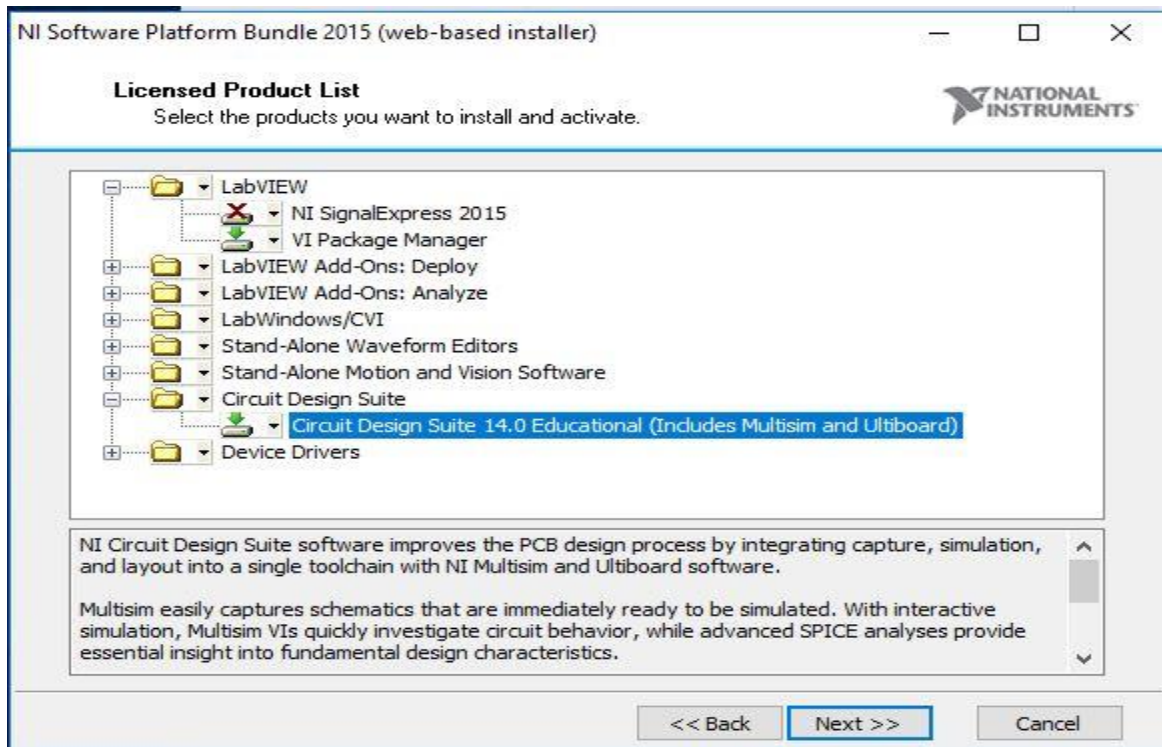 NI Software Platform Bundle 2015 (web-based installer)
Licensed Product List
Select the products you want to install and activate.
NATIONAL
INSTRUMENTS
LabVIEW
NI SignalExpress 2015
VI Package Manager
LabVIEW Add-Ons: Deploy
LabVIEW Add-Ons: Analyze
LabWindows/CVI
Stand-Alone Waveform Editors
Stand-Alone Motion and Vision Software
Circuit Design Suite
Circuit Design Suite 14.0 Educational (Includes Multisim and Ultiboard)
Device Drivers
NI Circuit Design Suite software improves the PCB design process by integrating capture, simulation,
and layout into a single toolchain with NI Multisim and Ultiboard software.
Multisim easily captures schematics that are immediately ready to be simulated. With interactive
simulation, Multisim VIs quickly investigate circuit behavior, while advanced SPICE analyses provide
essential insight into fundamental design characteristics.
<< Back
Next >>
Cancel